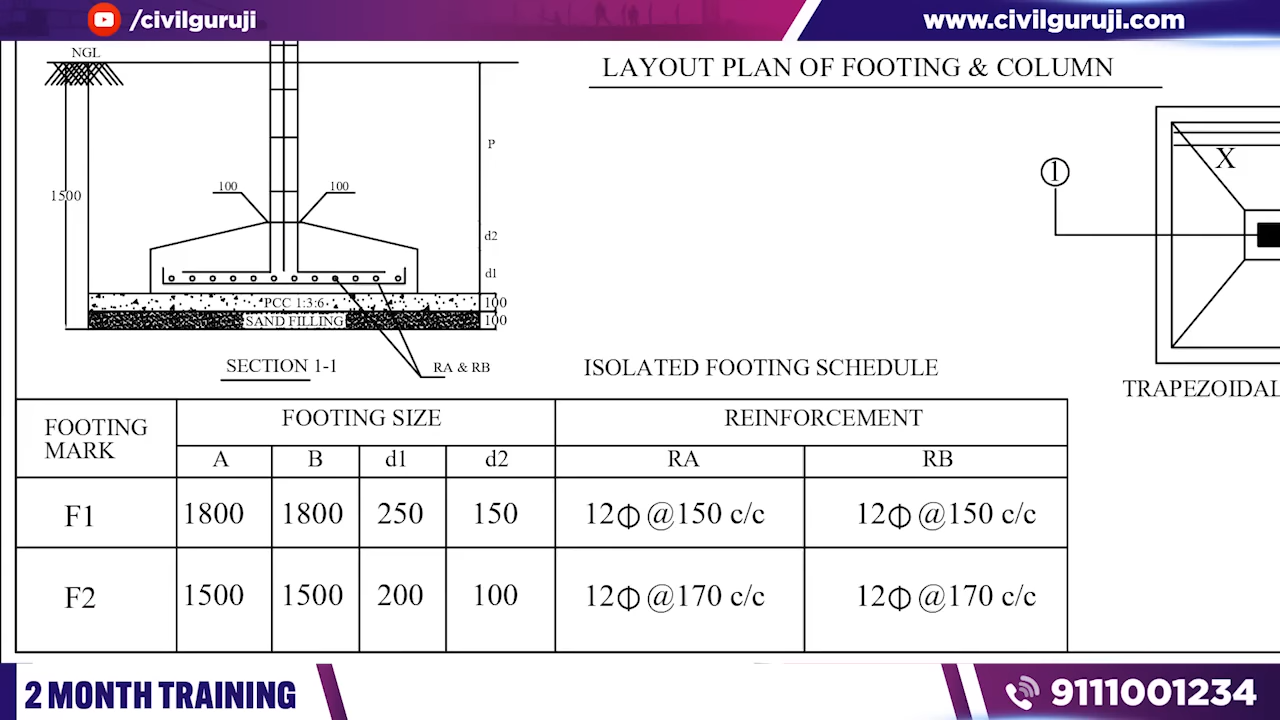 /civilguruji
www.civilguruji.com
NGL
LAYOUT PLAN OF FOOTING & COLUMN
P
X
1
100
100
1500
d2
d1
PCC 1:3:6
100
SAND FILLING
100
SECTION 1-1
RA & RB
ISOLATED FOOTING SCHEDULE
TRAPEZOIDAL
FOOTING MARK
FOOTING SIZE
REINFORCEMENT
A B d1 d2 RA RB
F1 1800 1800 250 150 12Φ @150 c/c 12Φ @150 c/c
F2 1500 1500 200 100 12Φ @170 c/c 12Φ @170 c/c
2 MONTH TRAINING
9111001234